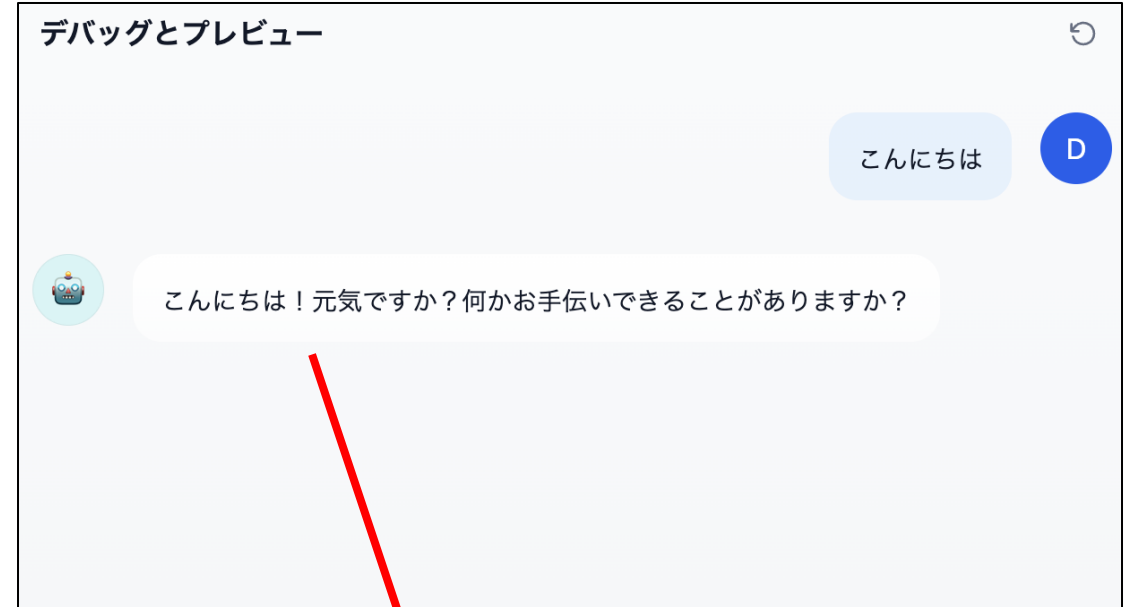 デバッグとプレビュー
こんにちは
D
こんにちは！元気ですか？何かお手伝いできることがありますか？